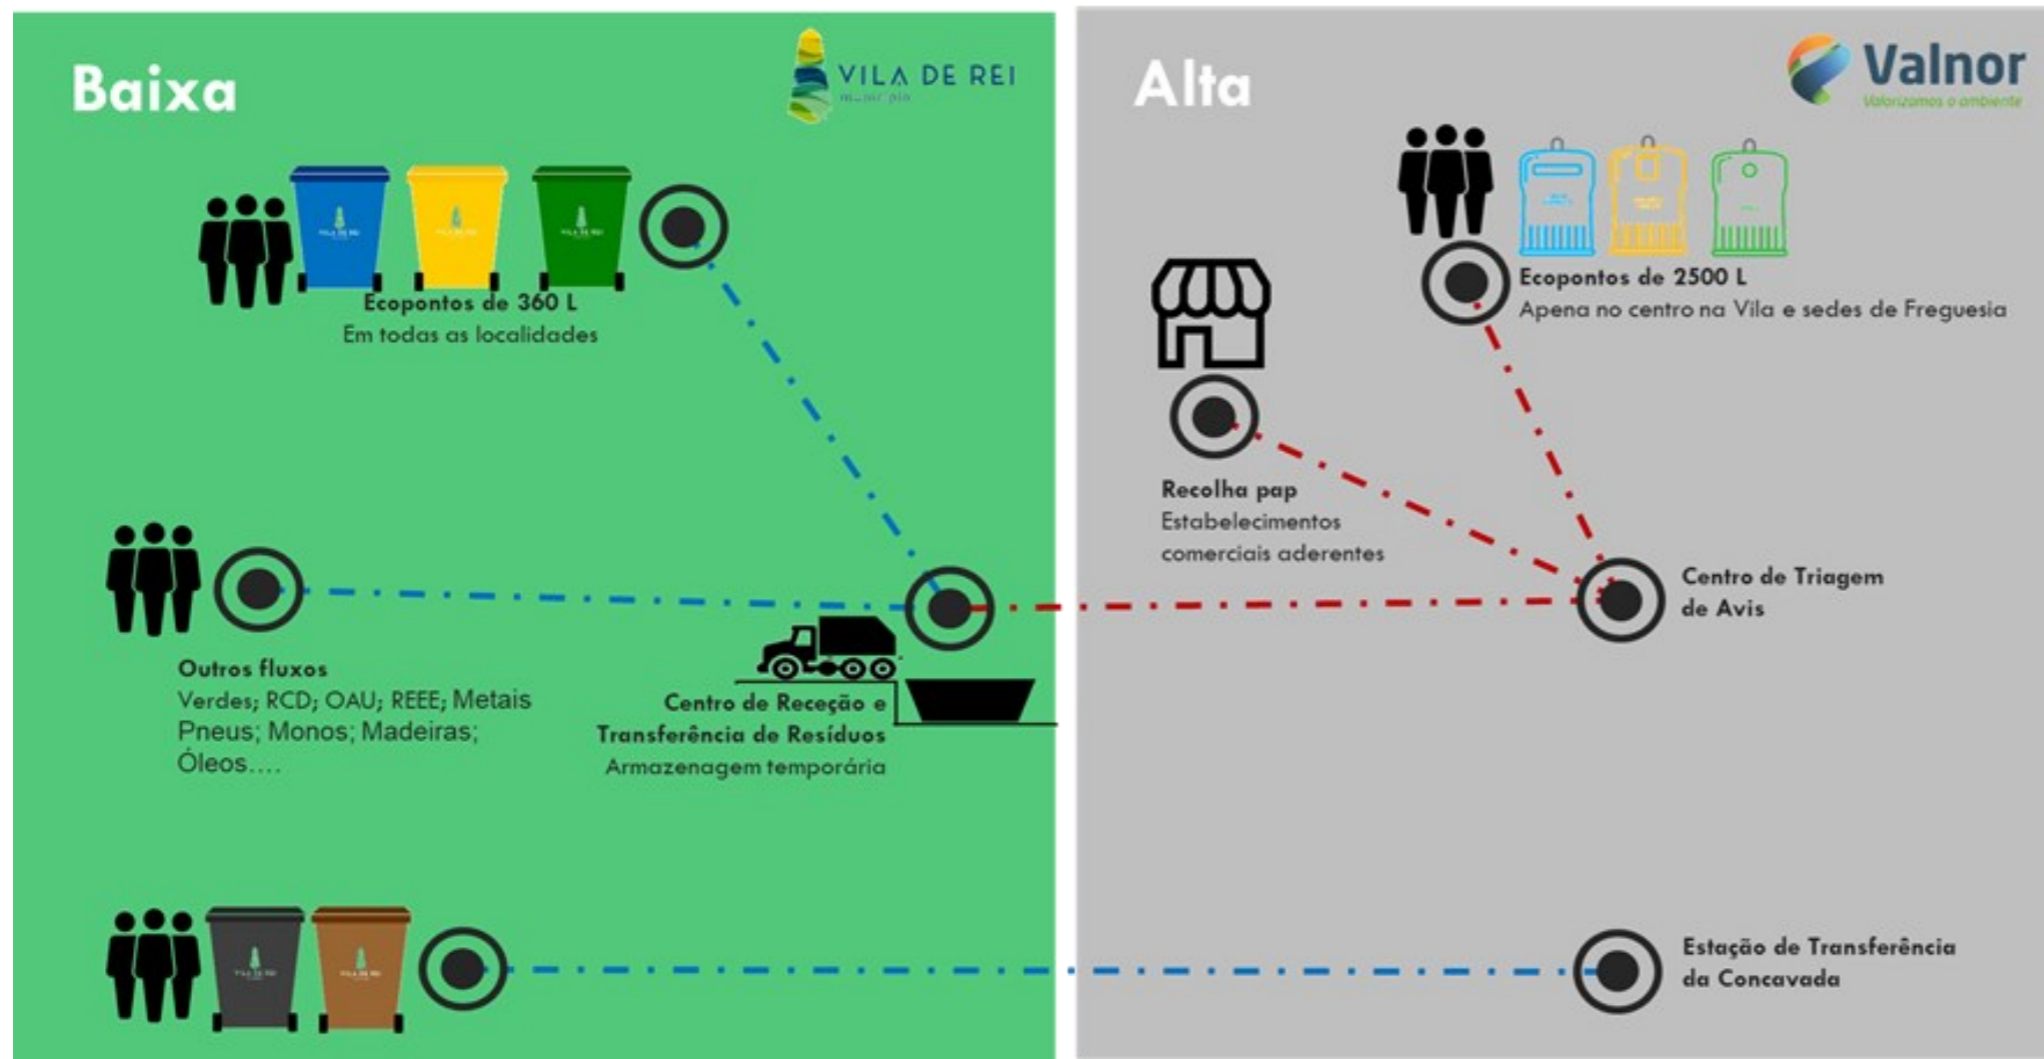 Baixa
VILA DE REI
Ecopontos de 360 L
Em todas as localidades
Outros fluxos
Verdes; RCD; OAU; REEE; Metais
Pneus; Monos; Madeiras;
Óleos....
Centro de Receção e
Transferência de Resíduos
Armazenagem temporária
Alta
Valnor
Valorizamos o ambiente
Ecopontos de 2500 L
Apena no centro na Vila e sedes de Freguesia
Recolha pap
Estabelecimentos
comerciais aderentes
Centro de Triagem
de Avis
Estação de Transferência
da Concavada